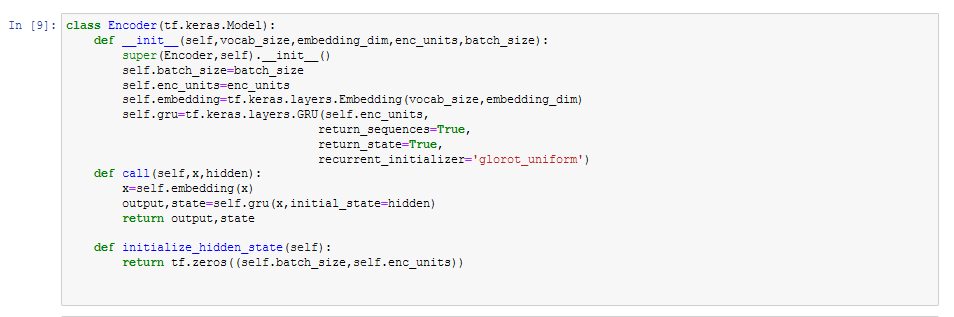 In [9]: class Encoder(tf.keras.Model):
    def __init__(self,vocab_size,embedding_dim,enc_units,batch_size):
        super(Encoder,self).__init__()
        self.batch_size=batch_size
        self.enc_units=enc_units
        self.embedding=tf.keras.layers.Embedding(vocab_size,embedding_dim)
        self.gru=tf.keras.layers.GRU(self.enc_units,
                                    return_sequences=True,
                                    return_state=True,
                                    recurrent_initializer='glorot_uniform')
    def call(self,x,hidden):
        x=self.embedding(x)
        output,state=self.gru(x,initial_state=hidden)
        return output,state
    def initialize_hidden_state(self):
        return tf.zeros((self.batch_size,self.enc_units))